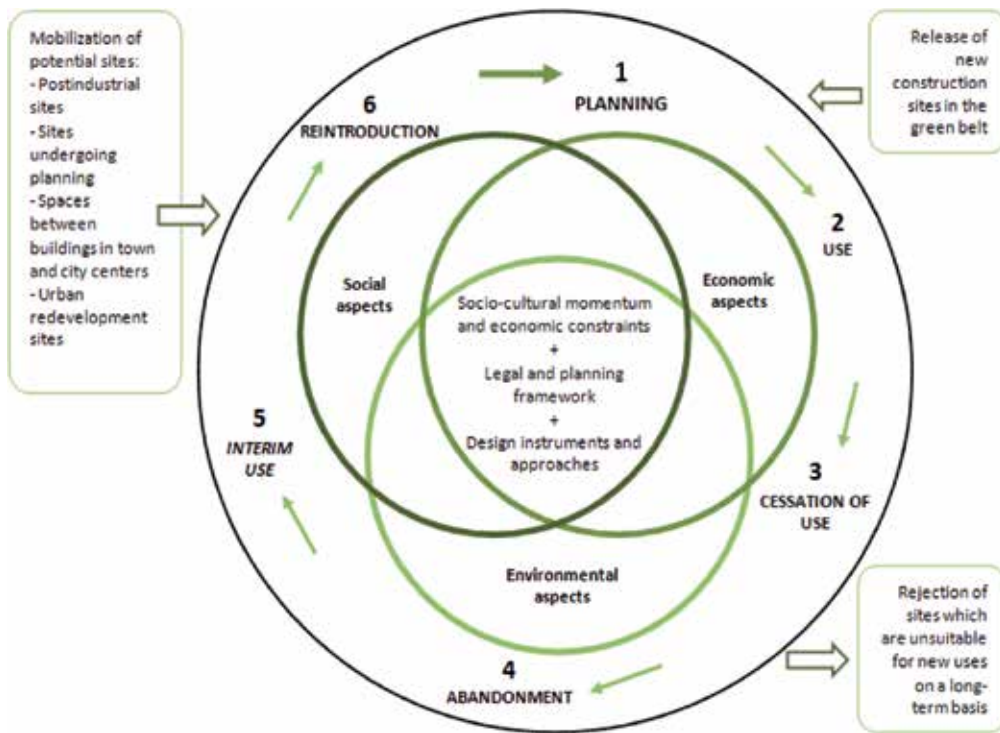 Mobilization of
potential sites:
- Postindustrial
sites
- Sites
undergoing
planning
- Spaces
between
buildings in town
and city centers
- Urban
redevelopment
sites
Release of
new
construction
sites in the
green belt
1
PLANNING
2
USE
3
CESSATION OF
USE
4
ABANDONMENT
5
INTERIM
USE
6
REINTRODUCTION
Social
aspects
Economic
aspects
Socio-cultural momentum
and economic constraints
+
Legal and planning
framework
+
Design instruments and
approaches
Environmental
aspects
Rejection of
sites which
are unsuitable
for new uses
on a long-
term basis